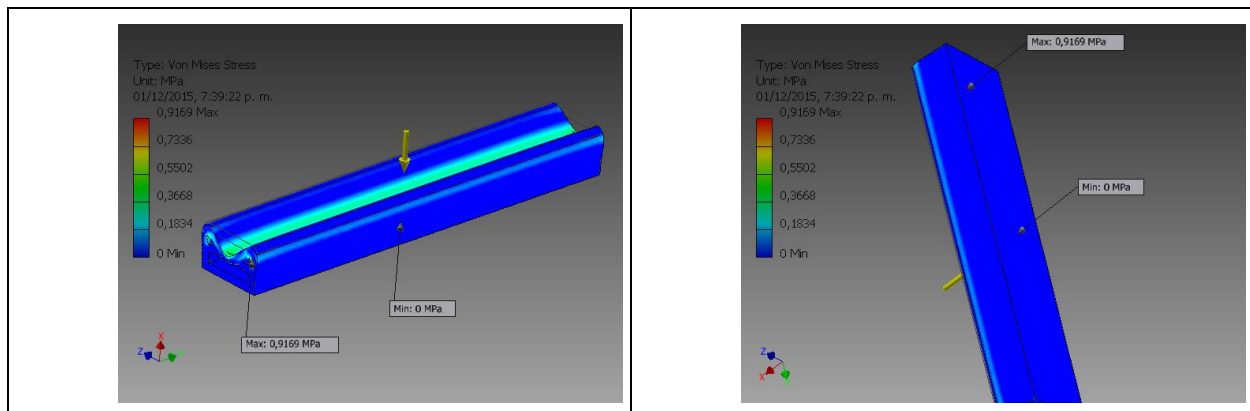 Type: Von Mises Stress
Unit: MPa
01/12/2015, 7:39:22 p. m.
0,9169 Max
0,7336
0,5502
0,3668
0,1834
0 Min
Min: 0 MPa
Max: 0,9169 MPa
Z
X
Max: 0,9169 MPa
Type: Von Mises Stress
Unit: MPa
01/12/2015, 7:39:22 p. m.
0,9169 Max
0,7336
0,5502
0,3668
0,1834
0 Min
Min: 0 MPa
Z
X